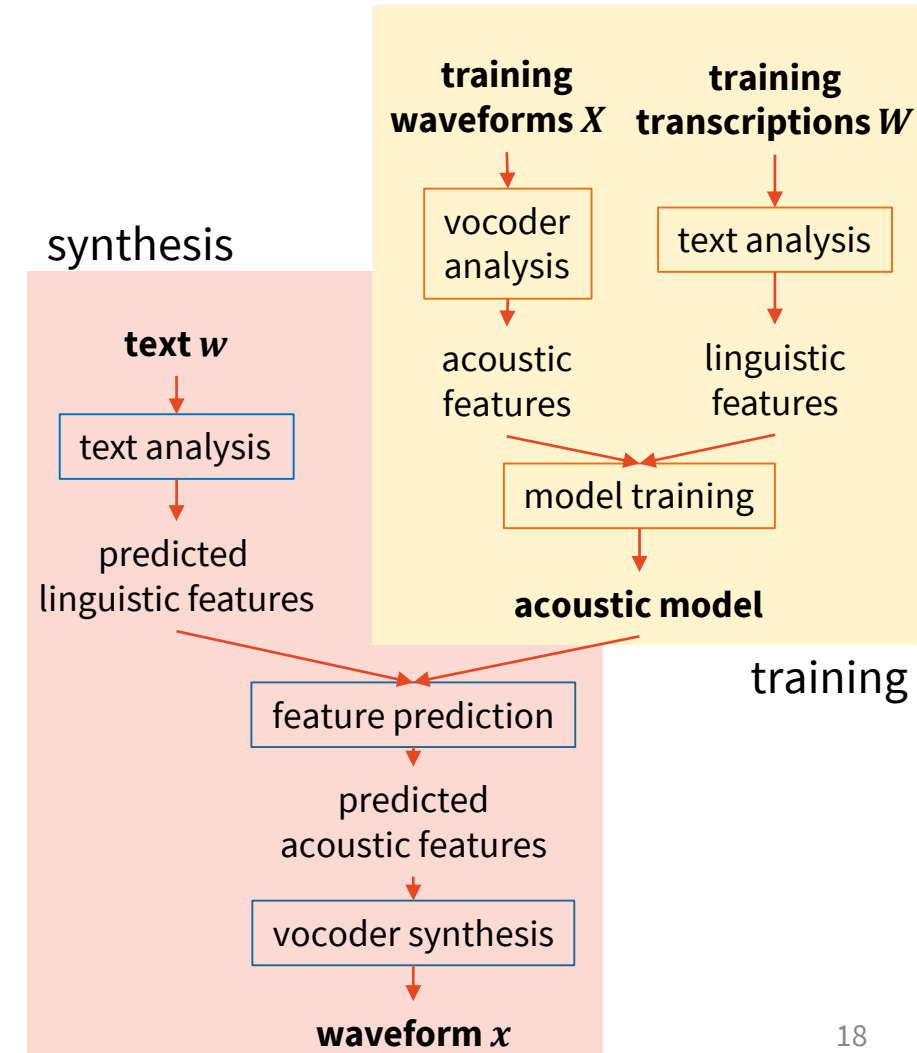 training
waveforms X
training
transcriptions W
vocoder
analysis
text analysis
acoustic
features
linguistic
features
model training
acoustic model
training
synthesis
text w
text analysis
predicted
linguistic features
feature prediction
predicted
acoustic features
vocoder synthesis
waveform x
18